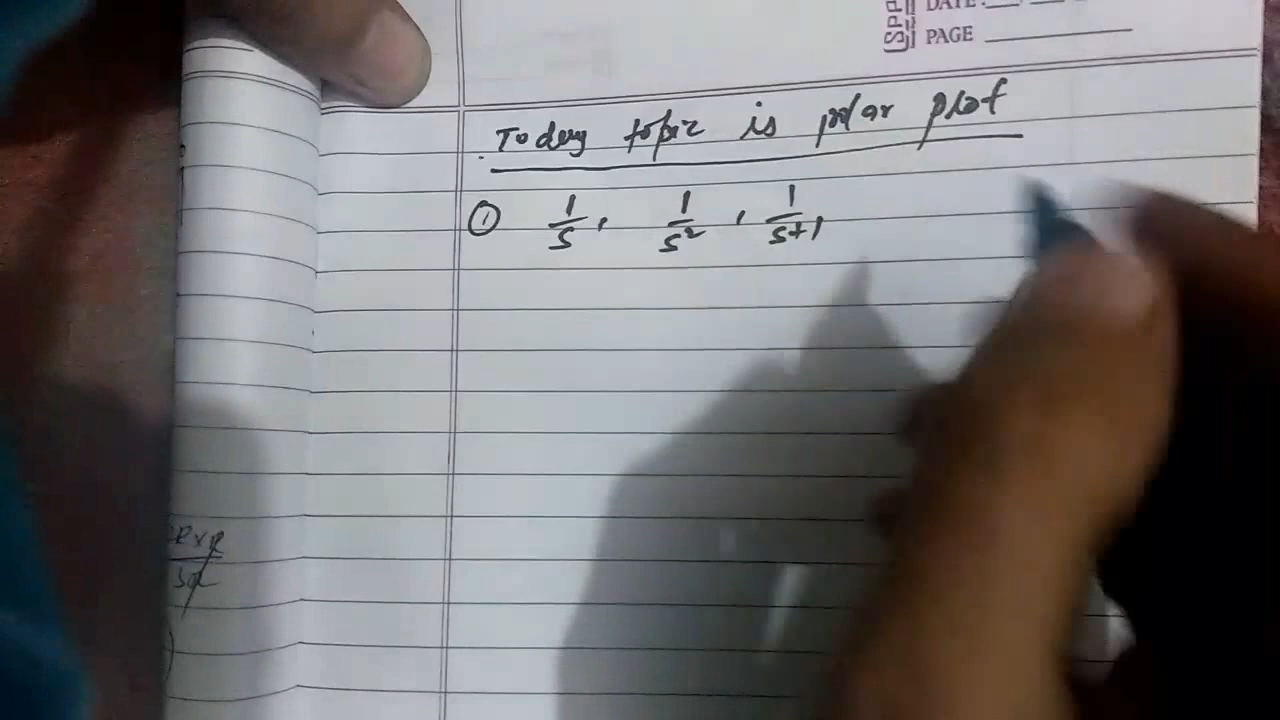 DATE:
PAGE
Today topic is polar plot
① 1/s, 1/s², 1/s+1,